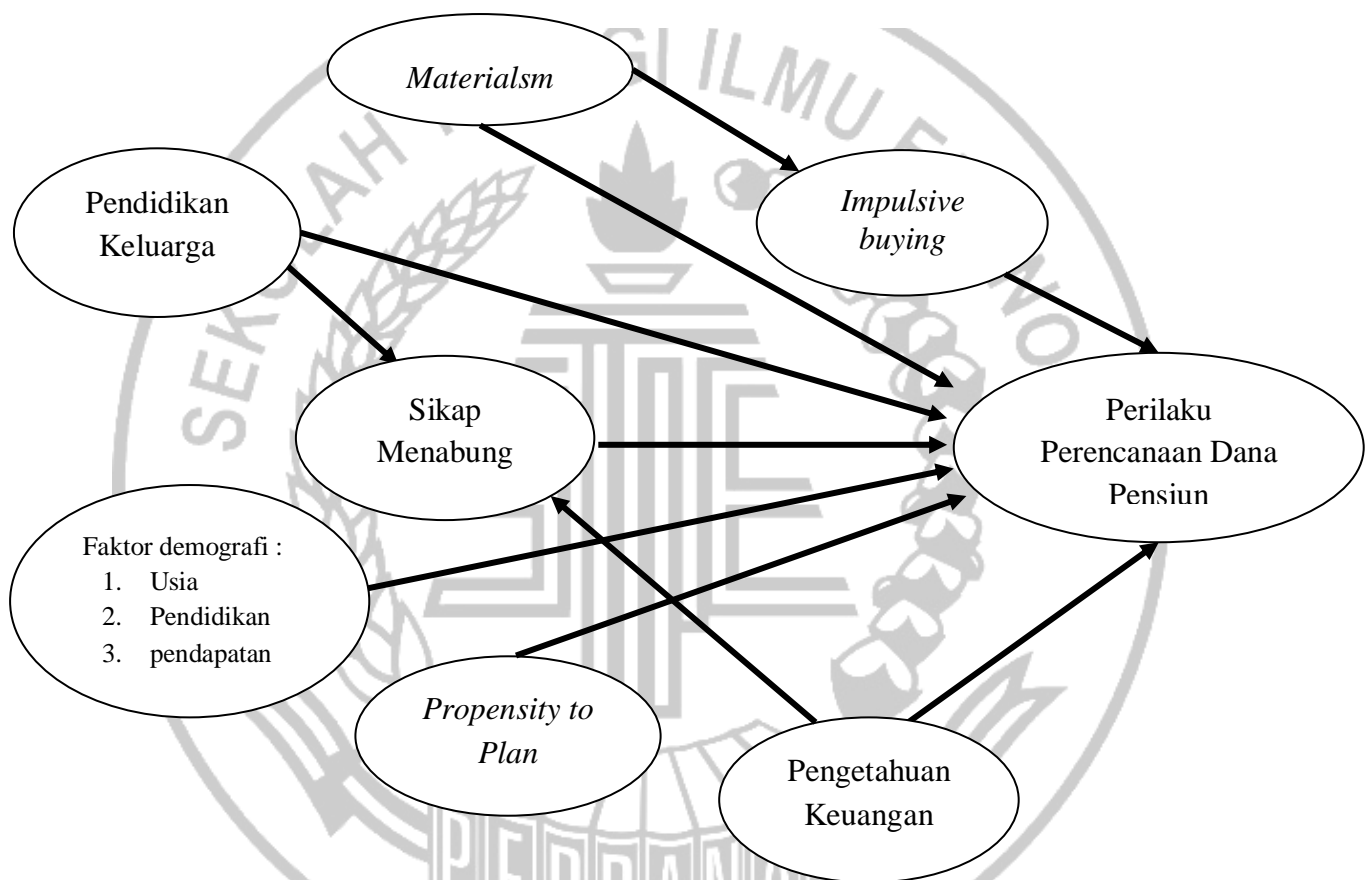 Materialsm
Pendidikan
Keluarga
Impulsive
buying
Sikap
Menabung
Perilaku
Perencanaan Dana
Pensiun
Faktor demografi :
1. Usia
2. Pendidikan
3. pendapatan
Propensity to
Plan
Pengetahuan
Keuangan